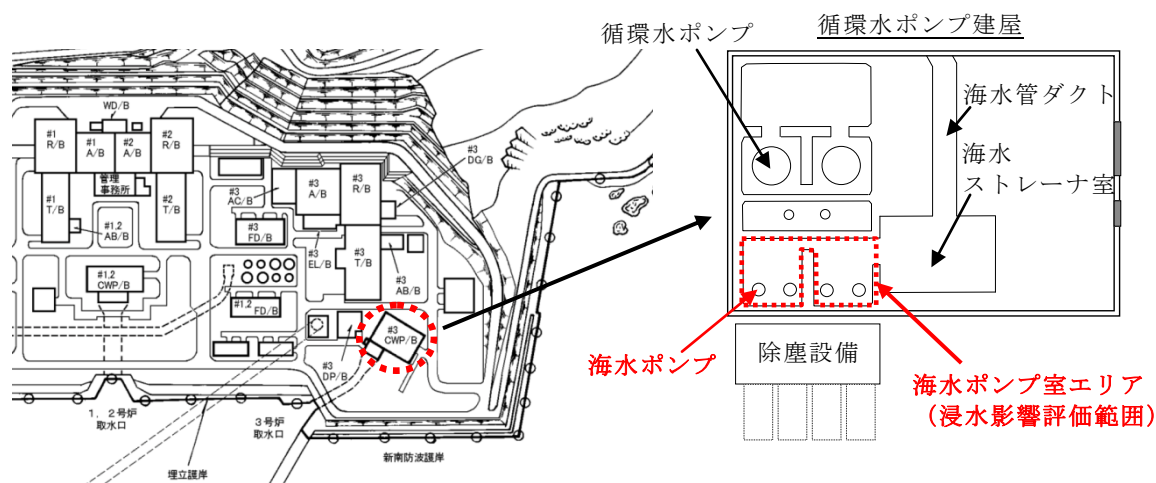 循環水ポンプ建屋
循環水ポンプ
海水管ダクト
海水
ストレーナ室
海水ポンプ
除塵設備
海水ポンプ室エリア
（浸水影響評価範囲）
WD/B
#1
R/B
#1
A/B
#2
A/B
#2
R/B
管理
事務所
#1
T/B
#2
T/B
#1,2
AB/B
#1,2
CWP/B
#3
DG/B
#3
R/B
#3
A/B
#3
AC/B
#3
FD/B
#3
EL/B
#3
T/B
#3
AB/B
#1,2
FD/B
#3
CWP/B
#3
DP/B
1．2号炉
取水口
3号炉
取水口
新南防波護岸
埋立護岸